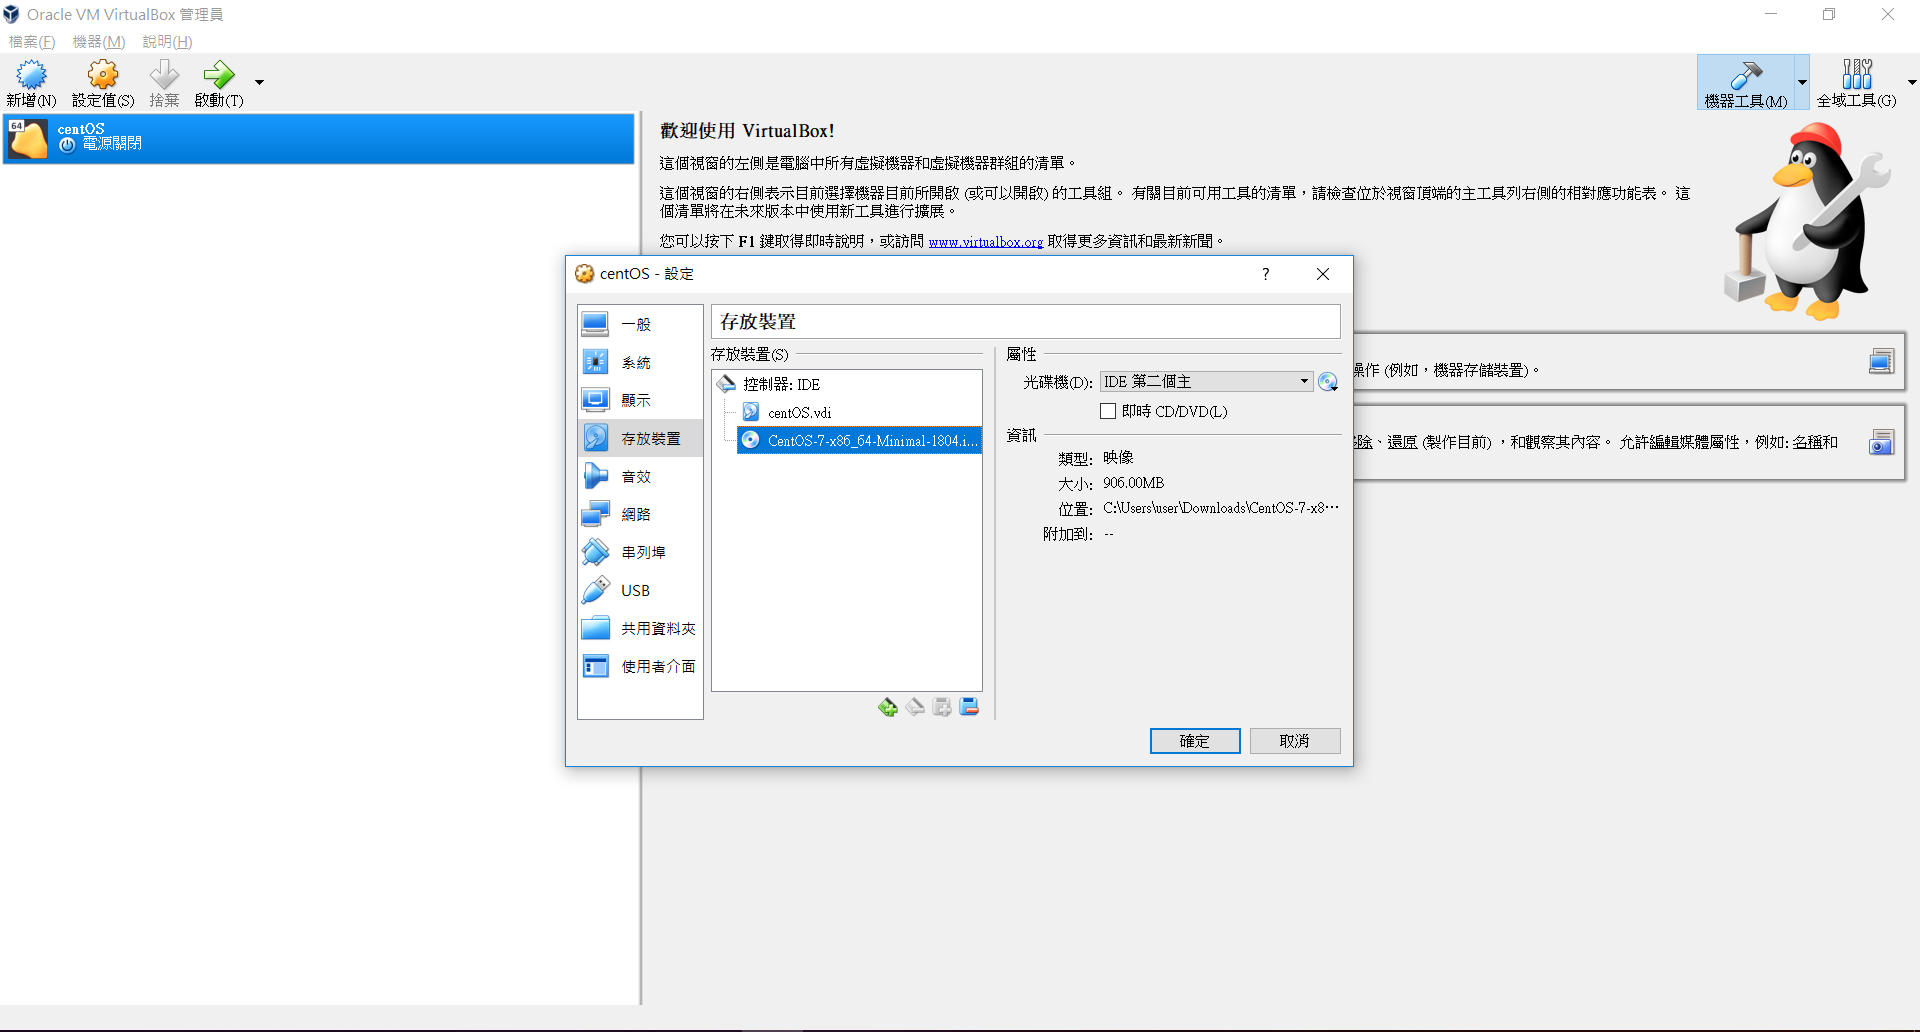 Oracle VM VirtualBox 管理員
檔案(F) 機器(M) 說明(H)
新增(N) 設定值(S) 捨棄 啟動(T)
機器工具(M) 全域工具(G)
64
centOS
電源關閉
歡迎使用 VirtualBox!
這個視窗的左側是電腦中所有虛擬機器和虛擬機器群組的清單。
這個視窗的右側表示目前選擇機器目前所開啟 (或可以開啟) 的工具組。 有關目前可用工具的清單，請檢查位於視窗頂端的主工具列右側的相對應功能表。 這
個清單將在未來版本中使用新工具進行擴展。
您可以按下 F1 鍵取得即時說明，或訪問 www.virtualbox.org 取得更多資訊和最新新聞。
操作 (例如，機器存儲裝置)。
除、還原 (製作目前) ，和觀察其內容。 允許編輯媒體屬性，例如: 名稱和
centOS - 設定
?
一般
系統
顯示
存放裝置
音效
網路
串列埠
USB
共用資料夾
使用者介面
存放裝置
存放裝置(S)
控制器: IDE
centOS.vdi
CentOS-7-x86_64-Minimal-1804.i...
屬性
光碟機(D): IDE 第二個主
即時 CD/DVD(L)
資訊
類型: 映像
大小: 906.00MB
位置: C:\Users\user\Downloads\CentOS-7-x8⋯
附加到: --
確定 取消